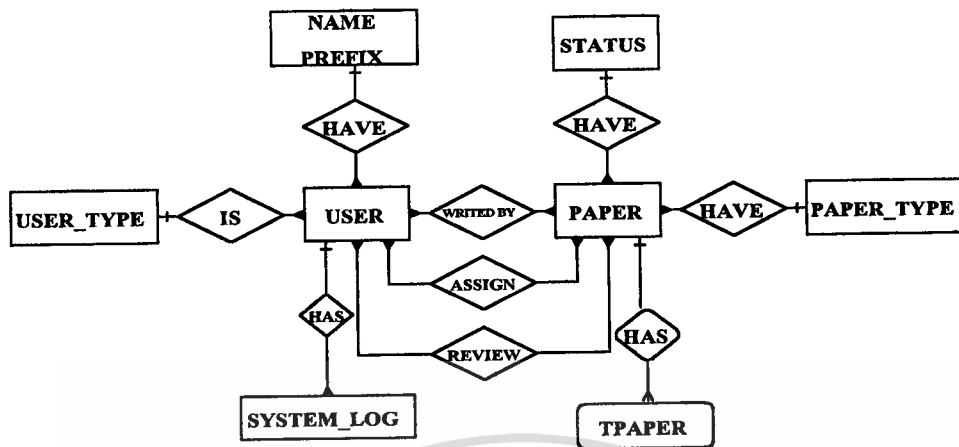 NAME
PREFIX
STATUS
HAVE
HAVE
USER_TYPE
IS
USER
WRITED BY
PAPER
HAVE
PAPER_TYPE
ASSIGN
HAS
HAS
REVIEW
SYSTEM_LOG
TPAPER